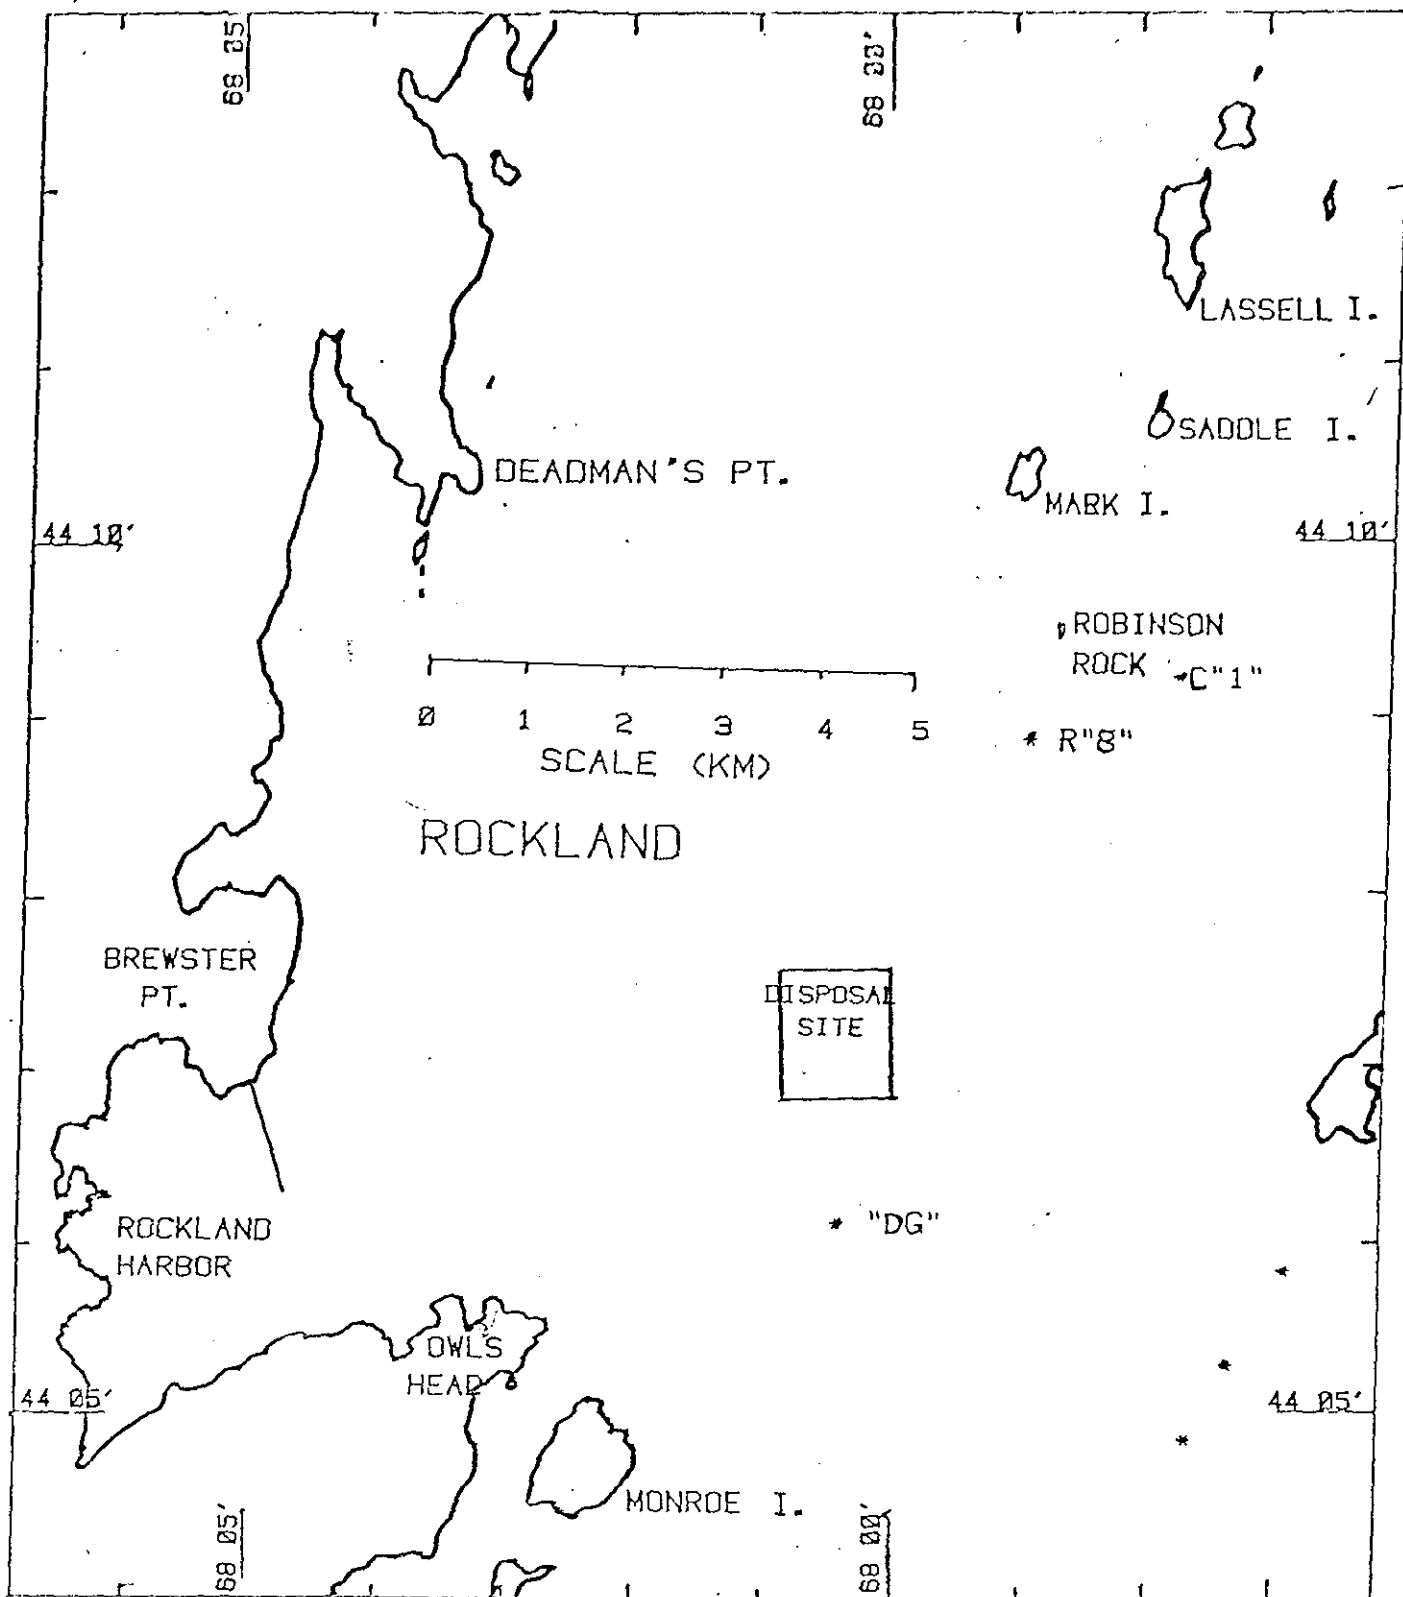 68 05'
68 00'
LASSELL I.
SADDLE I.
DEADMAN'S PT.
MARK I.
44 10'
44 10'
ROBINSON
ROCK
C"1"
R"8"
0 1 2 3 4 5
SCALE (KM)
ROCKLAND
BREWSTER
PT.
DISPOSAL
SITE
ROCKLAND
HARBOR
"DG"
OWLS
HEAD
44 05'
44 05'
MONROE I.
68 05'
68 00'